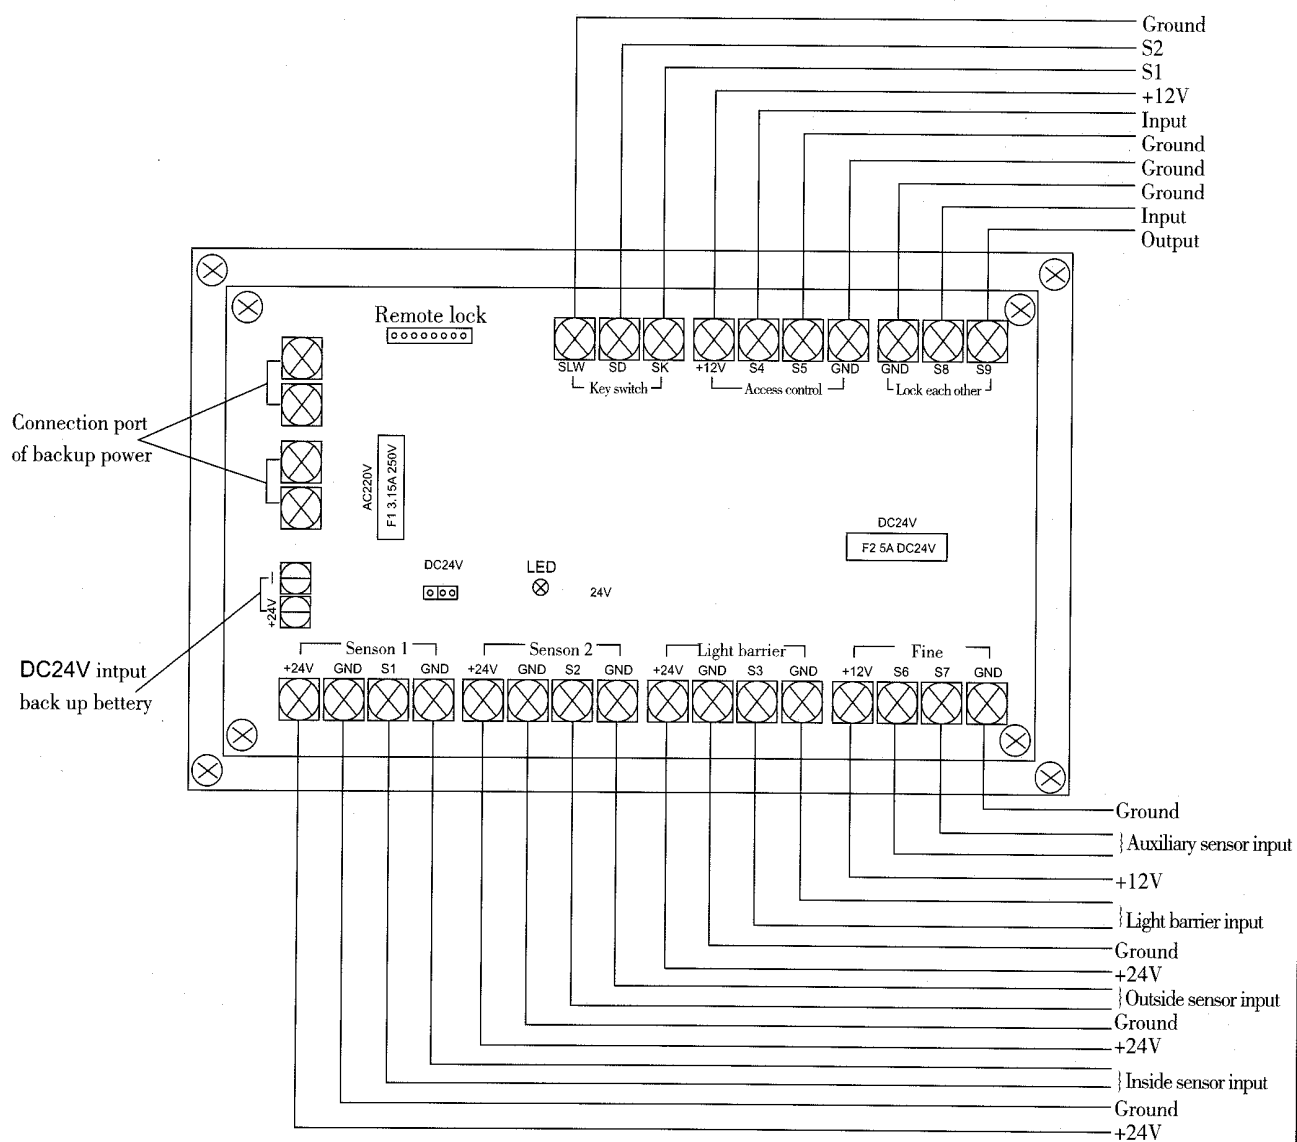 Ground
S2
S1
+12V
Input
Ground
Ground
Ground
Input
Output
Remote lock
SLW SD SK +12V S4 S5 GND GND S8 S9
Key switch Access control Lock each other
Connection port
of backup power
AC220V
F1 3.15A 250V
DC24V
F2 5A DC24V
DC24V
LED
24V
—
+24V
DC24V intput
back up bettery
Senson 1 Senson 2 Light barrier Fine
+24V GND S1 GND +24V GND S2 GND +24V GND S3 GND +12V S6 S7 GND
Ground
Auxiliary sensor input
+12V
Light barrier input
Ground
+24V
Outside sensor input
Ground
+24V
Inside sensor input
Ground
+24V